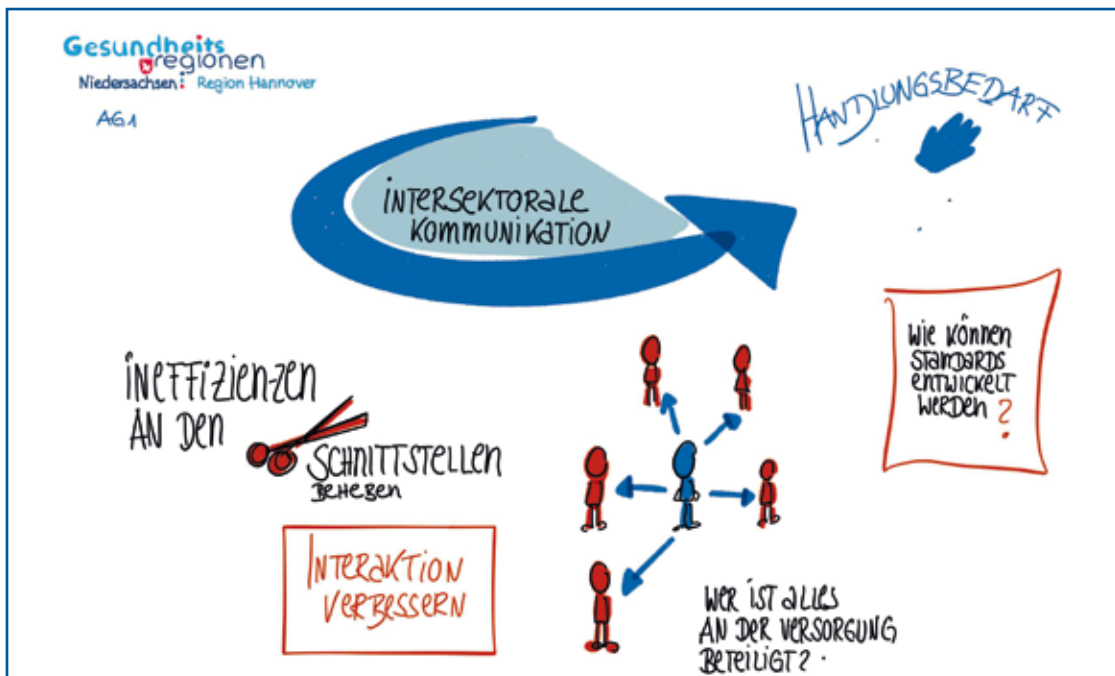 Gesundheits
regionen
Niedersachsen: Region Hannover
AG1
HANDLUNGSBEDARF
INTERSEKTORALE
KOMMUNIKATION
WIE KÖNNEN
STANDARDS
ENTWICKELT
WERDEN?
INEFFIZIENZEN
AN DEN
SCHNITTSTELLEN
BEHEBEN
INTERAKTION
VERBESSERN
WER IST ALLES
AN DER VERSORGUNG
BETEILIGT?